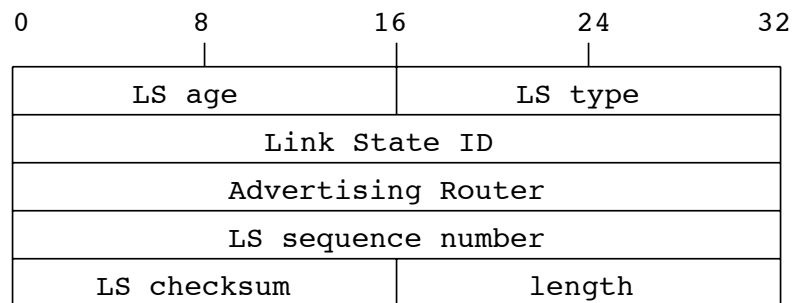 0 8 16 24 32
LS age LS type
Link State ID
Advertising Router
LS sequence number
LS checksum length